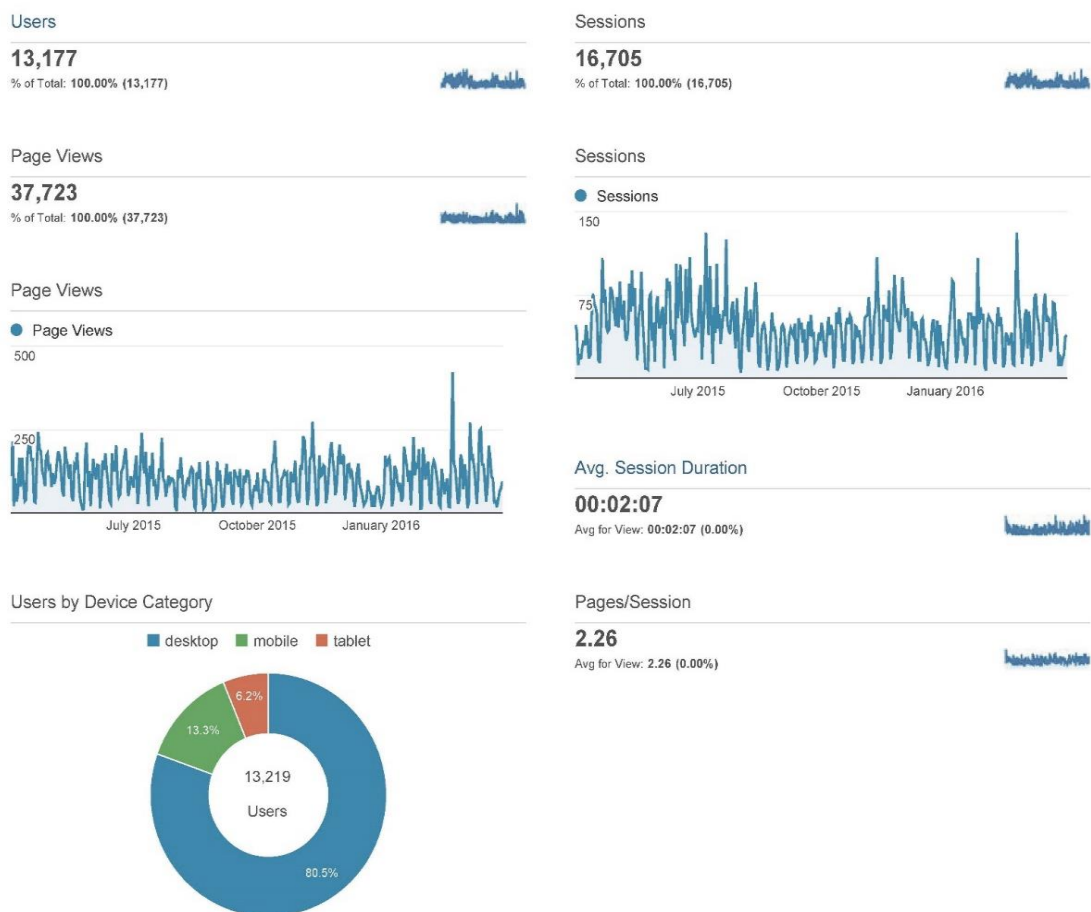 Users
13,177
% of Total: 100.00% (13,177)
Sessions
16,705
% of Total: 100.00% (16,705)
Page Views
37,723
% of Total: 100.00% (37,723)
Sessions
Sessions
150
75
July 2015 October 2015 January 2016
Page Views
Page Views
500
250
July 2015 October 2015 January 2016
Avg. Session Duration
00:02:07
Avg for View: 00:02:07 (0.00%)
Users by Device Category
desktop mobile tablet
6.2%
13.3%
13,219
Users
80.5%
Pages/Session
2.26
Avg for View: 2.26 (0.00%)